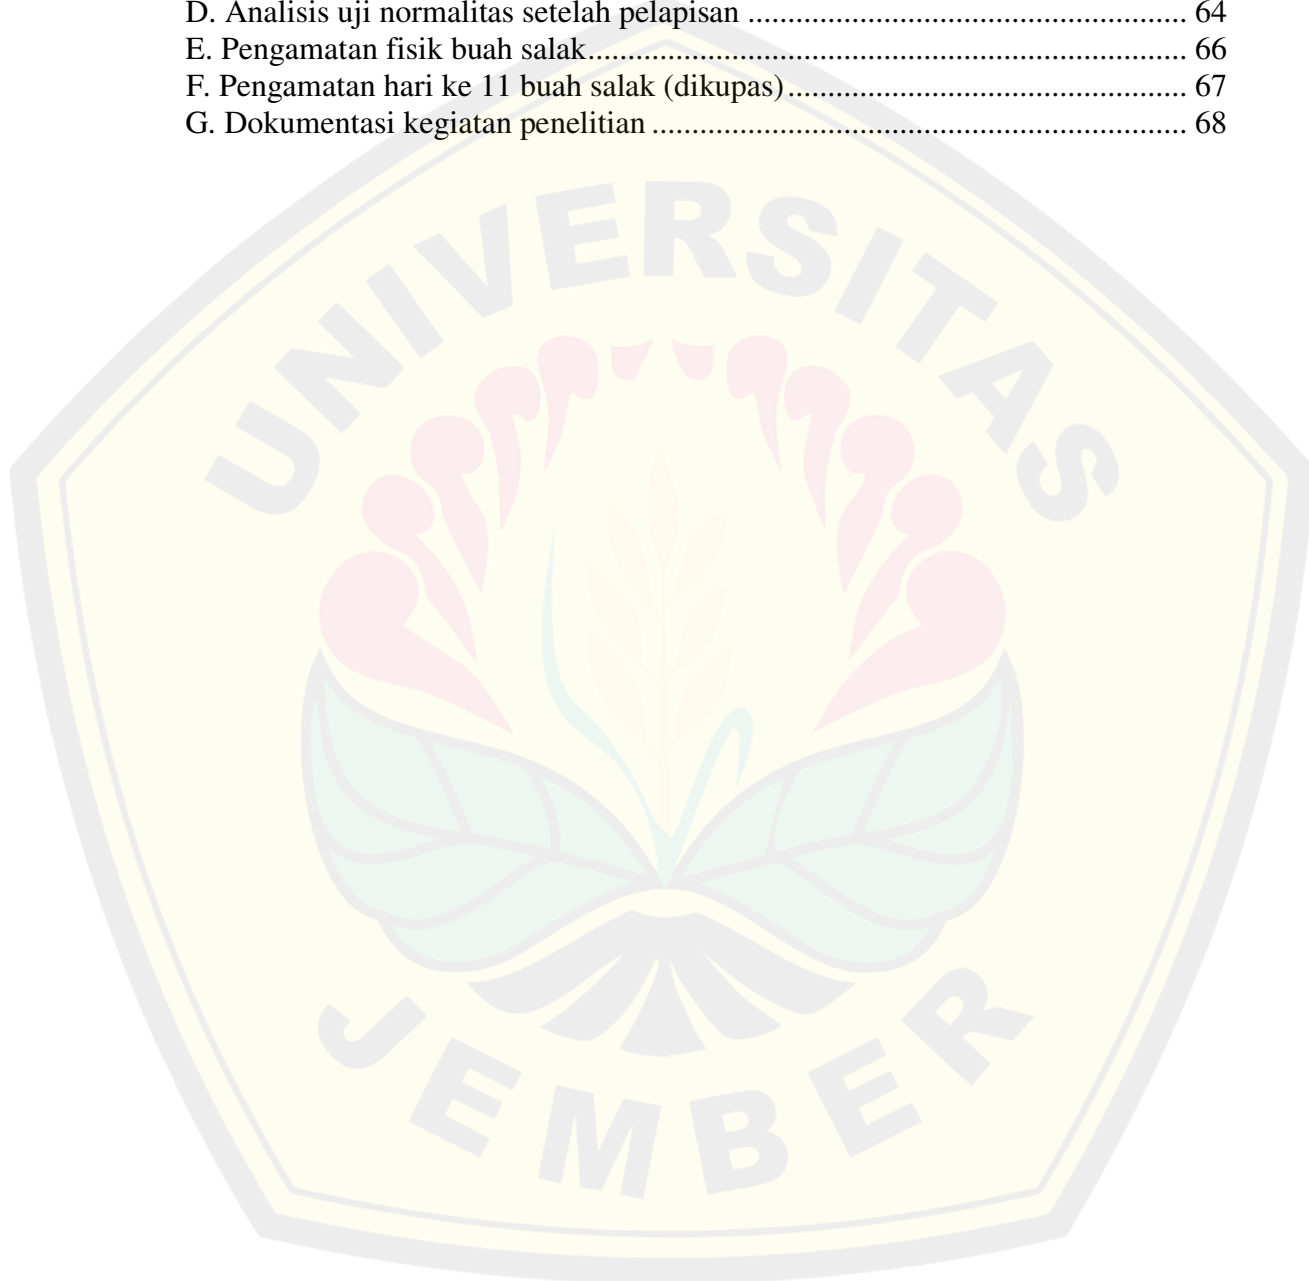 D. Analisis uji normalitas setelah pelapisan ...................................................... 64
E. Pengamatan fisik buah salak.......................................................................... 66
F. Pengamatan hari ke 11 buah salak (dikupas)................................................. 67
G. Dokumentasi kegiatan penelitian .................................................................. 68
UNIVERSITAS
JEMBER